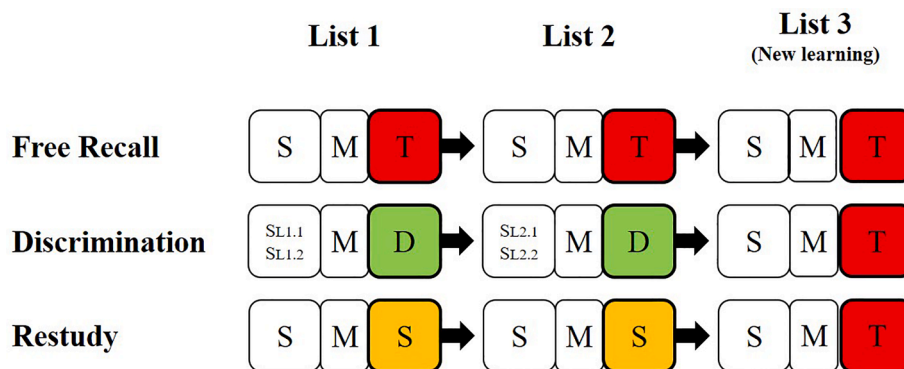 List 1
List 2
List 3
(New learning)
Free Recall
S M T
S M T
S M T
Discrimination
SL1.1
SL1.2
M D
SL2.1
SL2.2
M D
S M T
Restudy
S M S
S M S
S M T